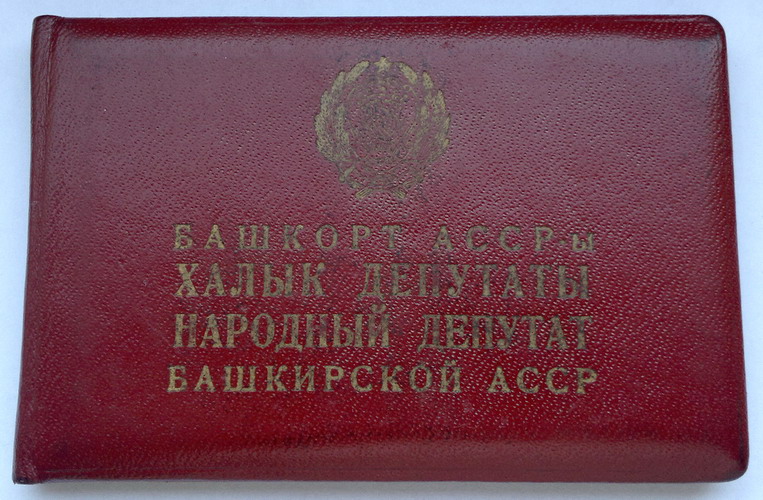 БАШКОРТ АССР-ы
ХАЛЫК ДЕПУТАТЫ
НАРОДНЫЙ ДЕПУТАТ
БАШКИРСКОЙ АССР